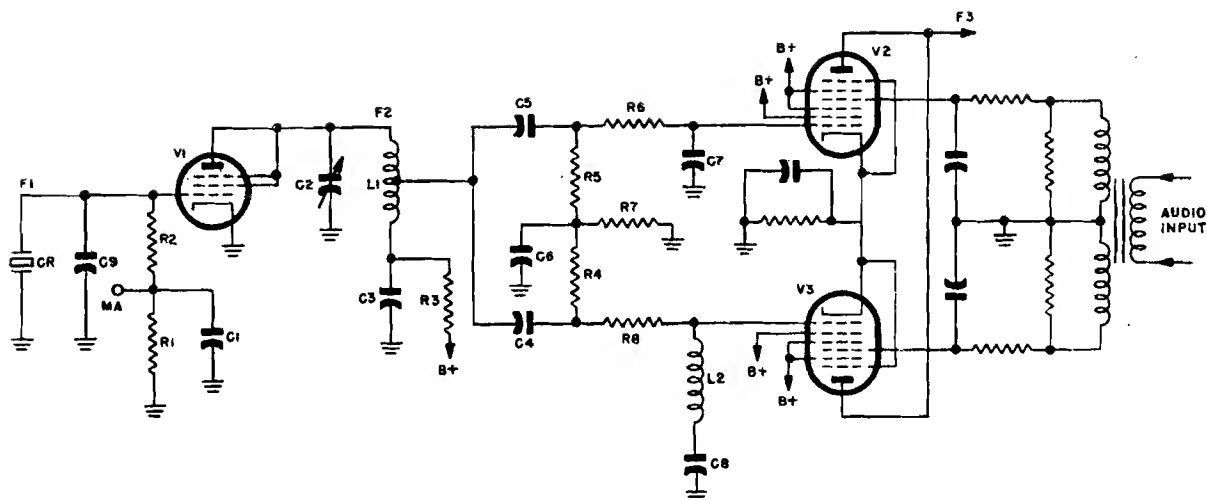 F1
CR
C9
R2
MA
R1
C1
V1
C2
F2
L1
C3
R3
B+
C5
C4
R5
R4
C6
R7
R6
R8
C7
L2
C8
B+
B+
V2
F3
B+
B+
V3
AUDIO
INPUT